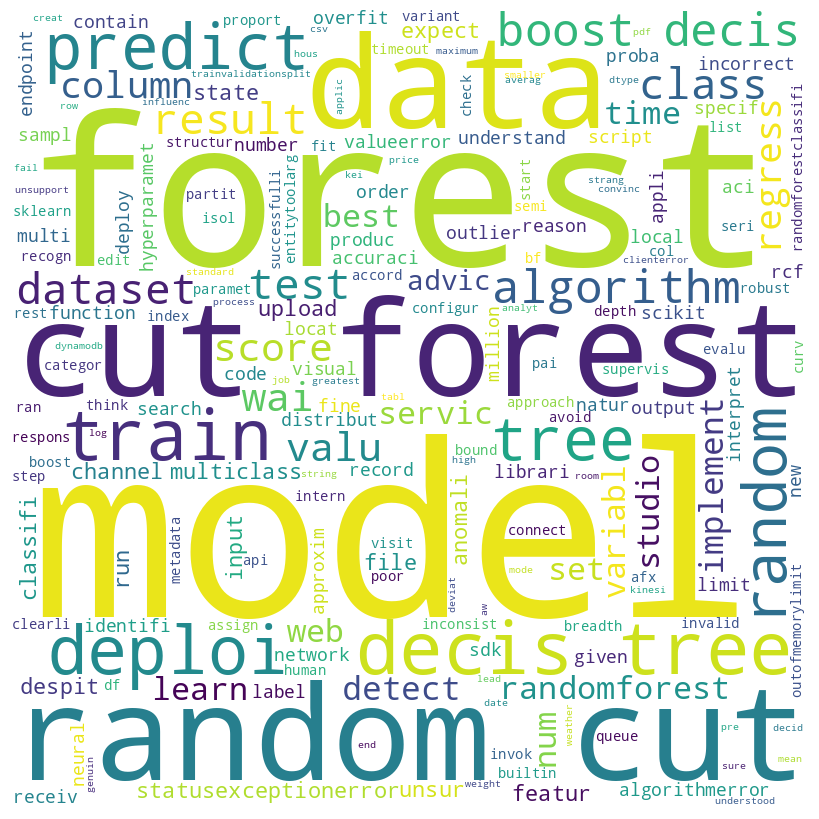 creat
contain
proport
overfit
variant
expect
boost
decis
predict
data
csv
pdf
hous
timeout
maximum
proba
incorrect
endpoint
column
state
trainvalidationsplit
smaller
averag
dtype
class
row
influenc
applic
check
result
time
specif
list
forest
sampl
structur
number
fit
valueerror
understand
script
regress
randomforestclassifi
fail
price
unsupport
partit
kei
strang
convinc
sklearn
hyperparamet
isol
order
best
start
semi
appli
aci
seri
multi
deploy
successfulli
entitytoolarg
produc
outlier
reason
local
recogn
edit
accuraci
bf
col
clienterror
standard
paramet
accord
advic
rcf
dataset
process
test
algorithm
robust
rest
function
index
upload
configur
analyt
depth
scikit
dynamodb
locat
million
cut forest
categor
score
code
visual
pai
evalu
supervis
curv
job
greatest
ran
think
search
wai
fine
tabl
approach
avoid
natur
output
respons
log
train
distribut
servic
tree
interpret
random
boost
string
valu
bound
high
room
step
channel
multiclass
record
librari
studio
implement
new
classifi
intern
anomali
variabl
model
metadata
run
api
input
approxim
visit
file
poor
connect
set
afx
limit
mode
kinesi
deviat
aw
clearli
identifi
assign
web
inconsist
breadth
invalid
outofmemorylimit
deploi
network
human
decis tree
sdk
given
despit
df
learn
label
detect
lead
date
randomforest
random cut
neural
genuin
end
num
weather
queue
pre
decid
invok
sure
mean
builtin
receiv
statusexceptionerror
unsur
weight
featur
algorithmerror
understood